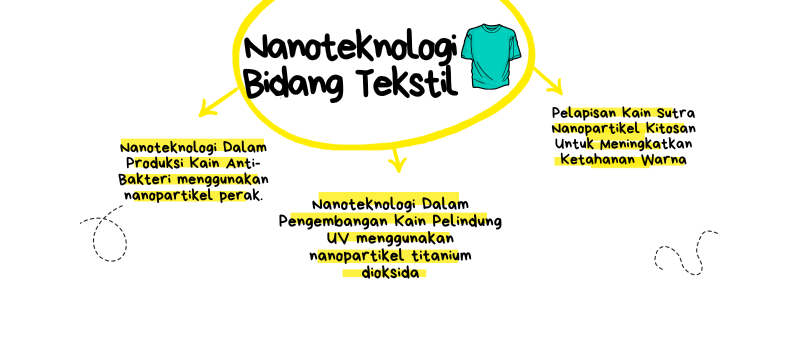 Nanoteknologi
Bidang Tekstil
Nanoteknologi Dalam
Produksi Kain Anti-
Bakteri menggunakan
nanopartikel perak.
Nanoteknologi Dalam
Pengembangan Kain Pelindung
UV menggunakan
nanopartikel titanium
dioksida
Pelapisan Kain Sutra
Nanopartikel Kitosan
Untuk Meningkatkan
Ketahanan Warna